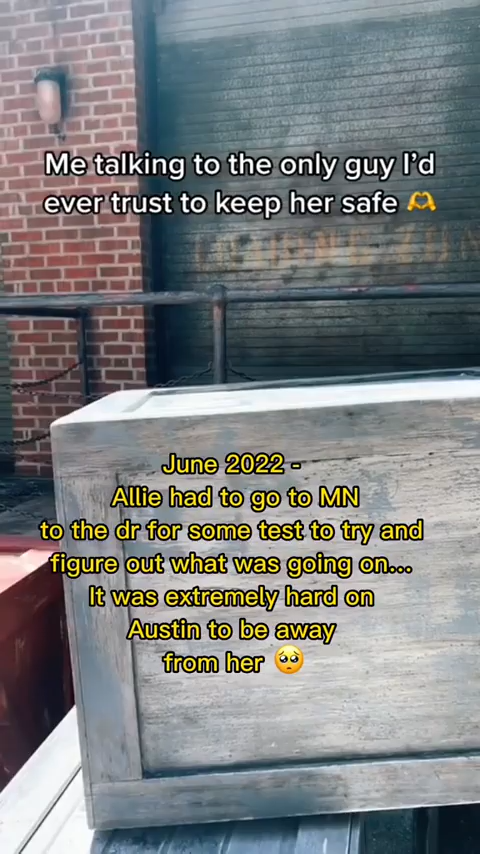 Me talking to the only guy I'd
ever trust to keep her safe 🫶
June 2022 -
Allie had to go to MN
to the dr for some test to try and
figure out what was going on...
It was extremely hard on
Austin to be away
from her 🥺